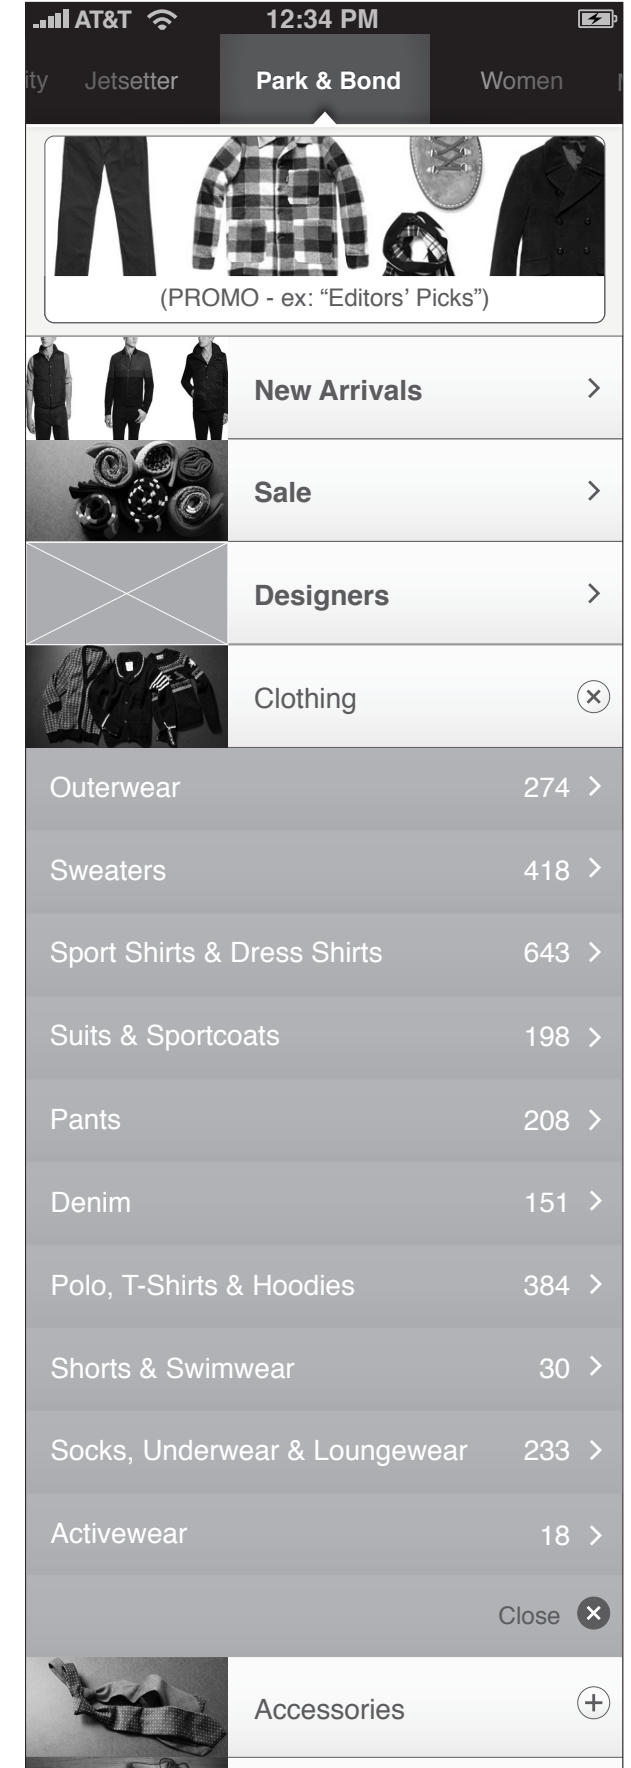 AT&T 12:34 PM
ity Jetsetter Park & Bond Women
(PROMO - ex: “Editors’ Picks”)
New Arrivals
Sale
Designers
Clothing
Outerwear 274
Sweaters 418
Sport Shirts & Dress Shirts 643
Suits & Sportcoats 198
Pants 208
Denim 151
Polo, T-Shirts & Hoodies 384
Shorts & Swimwear 30
Socks, Underwear & Loungewear 233
Activewear 18
Close
Accessories